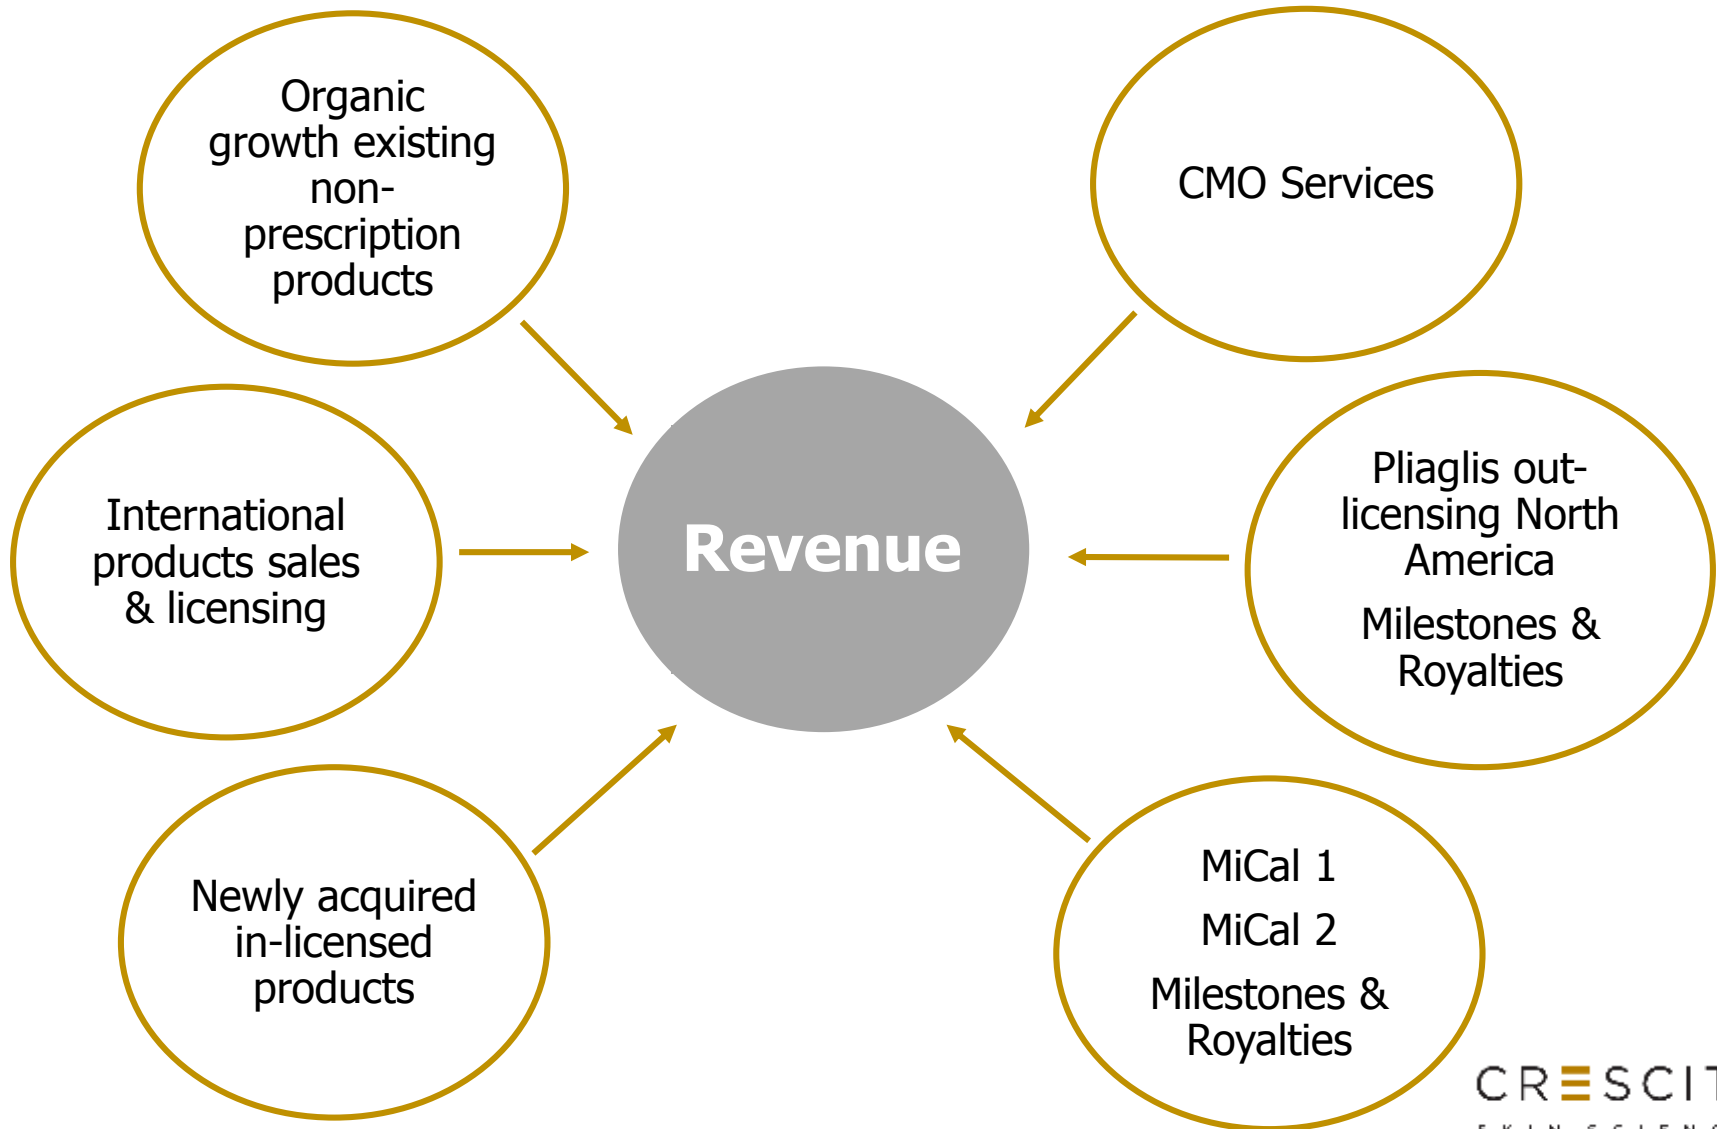 Organic
growth existing
non-
prescription
products
CMO Services
International
products sales
& licensing
Revenue
Pliaglis out-
licensing North
America
Milestones &
Royalties
Newly acquired
in-licensed
products
MiCal 1
MiCal 2
Milestones &
Royalties
CRESCIT